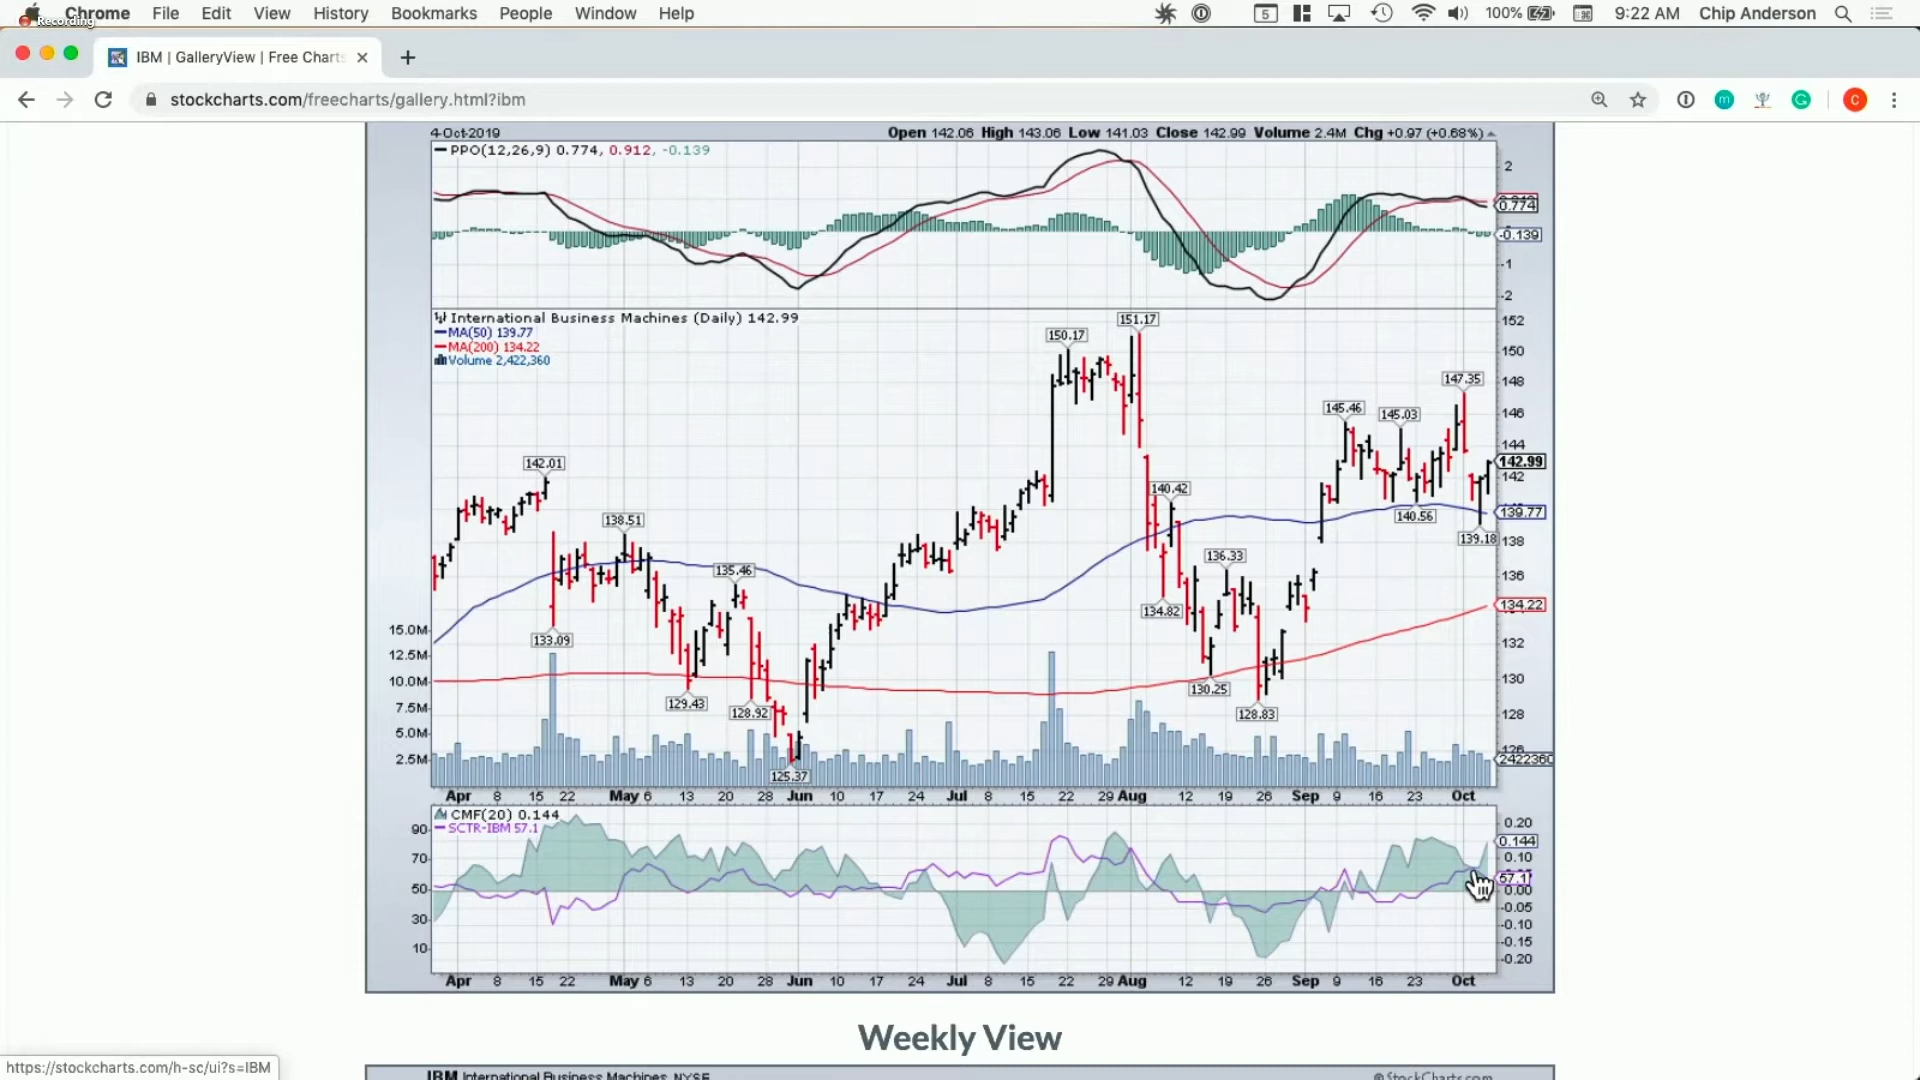 Chrome File Edit View History Bookmarks People Window Help 5 100% 9:22 AM Chip Anderson
Recording
IBM | GalleryView | Free Charts
stockcharts.com/freecharts/gallery.html?ibm
4-Oct-2019 Open 142.06 High 143.06 Low 141.03 Close 142.99 Volume 2.4M Chg +0.97 (+0.68%)
PPO(12,26,9) 0.774, 0.912, -0.139
2
0.774
-0.139
-1
-2
International Business Machines (Daily) 142.99
MA(50) 139.77
MA(200) 134.22
Volume 2,422,360
151.17
152
150.17
150
147.35
148
145.46
145.03
146
144
142.01
142.99
142
140.42
140.56
139.77
138.51
139.18
138
136.33
135.46
136
134.82
134.22
133.09
15.0M
132
12.5M
10.0M
130
130.25
129.43
128.92
128.83
7.5M
128
5.0M
126
2.5M
2422360
125.37
Apr 8 15 22 May 6 13 20 28 Jun 10 17 24 Jul 8 15 22 29 Aug 12 19 26 Sep 9 16 23 Oct
CMF(20) 0.144
SCTR-IBM 57.1
90
0.20
0.144
70
0.10
57.1
50
0.00
-0.05
30
-0.10
10
-0.15
-0.20
Apr 8 15 22 May 6 13 20 28 Jun 10 17 24 Jul 8 15 22 29 Aug 12 19 26 Sep 9 16 23 Oct
Weekly View
https://stockcharts.com/h-sc/ui?s=IBM
IBM International Business Machines NYSE © StockCharts.com